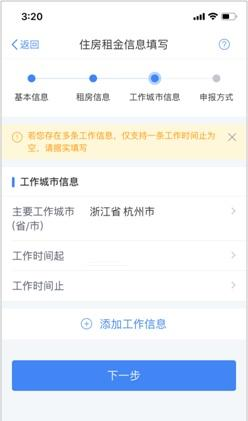 3:20
返回
住房租金信息填写
基本信息
租房信息
工作城市信息
申报方式
若您存在多条工作信息，仅支持一条工作时间止为
空，请据实填写
工作城市信息
主要工作城市
(省/市)
浙江省 杭州市
工作时间起
工作时间止
添加工作信息
下一步